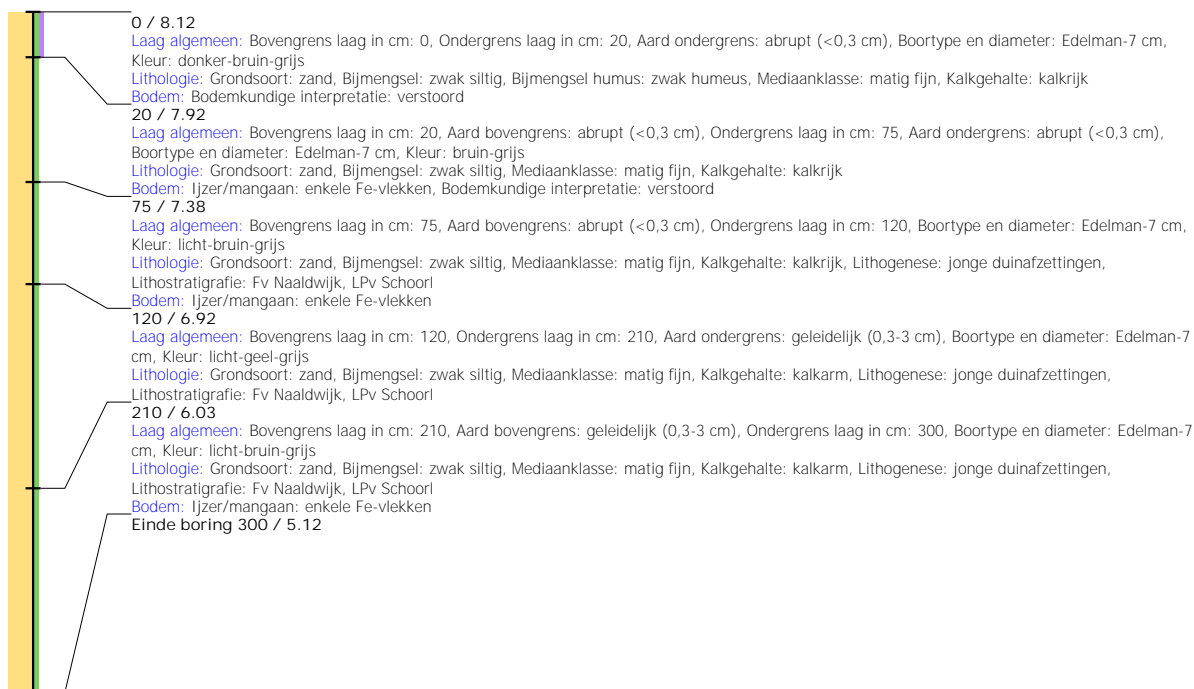 0 / 8.12
Laag algemeen: Bovengrens laag in cm: 0, Ondergrens laag in cm: 20, Aard ondergrens: abrupt (<0,3 cm), Boortype en diameter: Edelman-7 cm,
Kleur: donker-bruin-grijs
Lithologie: Grondsoort: zand, Bijmengsel: zwak siltig, Bijmengsel humus: zwak humeus, Mediaanklasse: matig fijn, Kalkgehalte: kalkrijk
Bodem: Bodemkundige interpretatie: verstoord
20 / 7.92
Laag algemeen: Bovengrens laag in cm: 20, Aard bovengrens: abrupt (<0,3 cm), Ondergrens laag in cm: 75, Aard ondergrens: abrupt (<0,3 cm),
Boortype en diameter: Edelman-7 cm, Kleur: bruin-grijs
Lithologie: Grondsoort: zand, Bijmengsel: zwak siltig, Mediaanklasse: matig fijn, Kalkgehalte: kalkrijk
Bodem: Ijzer/mangaan: enkele Fe-vlekken, Bodemkundige interpretatie: verstoord
75 / 7.38
Laag algemeen: Bovengrens laag in cm: 75, Aard bovengrens: abrupt (<0,3 cm), Ondergrens laag in cm: 120, Boortype en diameter: Edelman-7 cm,
Kleur: licht-bruin-grijs
Lithologie: Grondsoort: zand, Bijmengsel: zwak siltig, Mediaanklasse: matig fijn, Kalkgehalte: kalkrijk, Lithogenese: jonge duinafzettingen,
Lithostratigrafie: Fv Naaldwijk, LPv Schoorl
Bodem: Ijzer/mangaan: enkele Fe-vlekken
120 / 6.92
Laag algemeen: Bovengrens laag in cm: 120, Ondergrens laag in cm: 210, Aard ondergrens: geleidelijk (0,3-3 cm), Boortype en diameter: Edelman-7
cm, Kleur: licht-geel-grijs
Lithologie: Grondsoort: zand, Bijmengsel: zwak siltig, Mediaanklasse: matig fijn, Kalkgehalte: kalkarm, Lithogenese: jonge duinafzettingen,
Lithostratigrafie: Fv Naaldwijk, LPv Schoorl
210 / 6.03
Laag algemeen: Bovengrens laag in cm: 210, Aard bovengrens: geleidelijk (0,3-3 cm), Ondergrens laag in cm: 300, Boortype en diameter: Edelman-7
cm, Kleur: licht-bruin-grijs
Lithologie: Grondsoort: zand, Bijmengsel: zwak siltig, Mediaanklasse: matig fijn, Kalkgehalte: kalkarm, Lithogenese: jonge duinafzettingen,
Lithostratigrafie: Fv Naaldwijk, LPv Schoorl
Bodem: Ijzer/mangaan: enkele Fe-vlekken
Einde boring 300 / 5.12